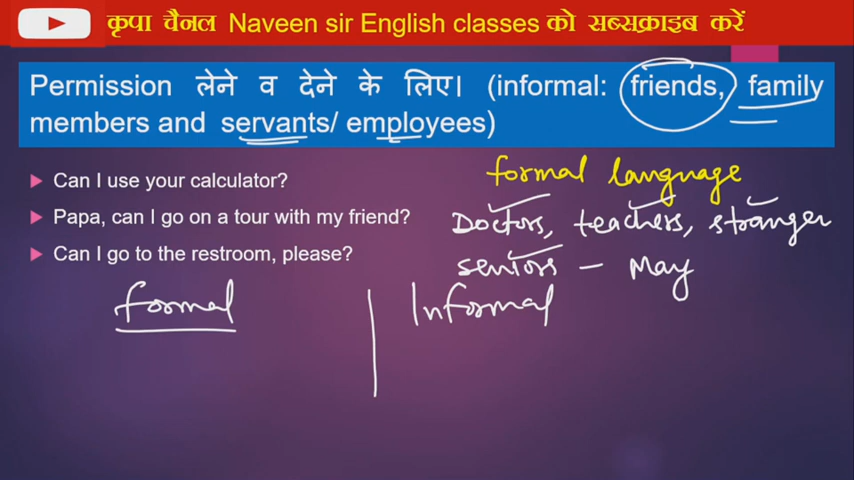 कृपा चैनल Naveen sir English classes को सब्सक्राइब करें
Permission लेने व देने के लिए। (informal: friends, family
members and servants/ employees)
Can I use your calculator?
Papa, can I go on a tour with my friend?
Can I go to the restroom, please?
formal language
Doctors, teachers, stranger
seniors - May
formal
Informal